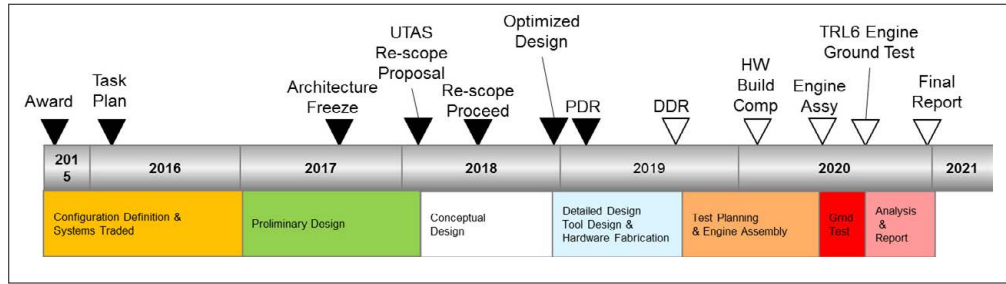 Award
Task
Plan
Architecture
Freeze
UTAS
Re-scope
Proposal
Re-scope
Proceed
Optimized
Design
PDR
DDR
HW
Build
Comp
Engine
Assy
TRL6 Engine
Ground Test
Final
Report
201
5
2016
2017
2018
2019
2020
2021
Configuration Definition &
Systems Traded
Proliminary Design
Conceptual
Design
Detailed Design
Tool Design &
Hardware Fabrication
Test Planning
& Engine Assembly
Grnd
Test
Analysis
&
Report